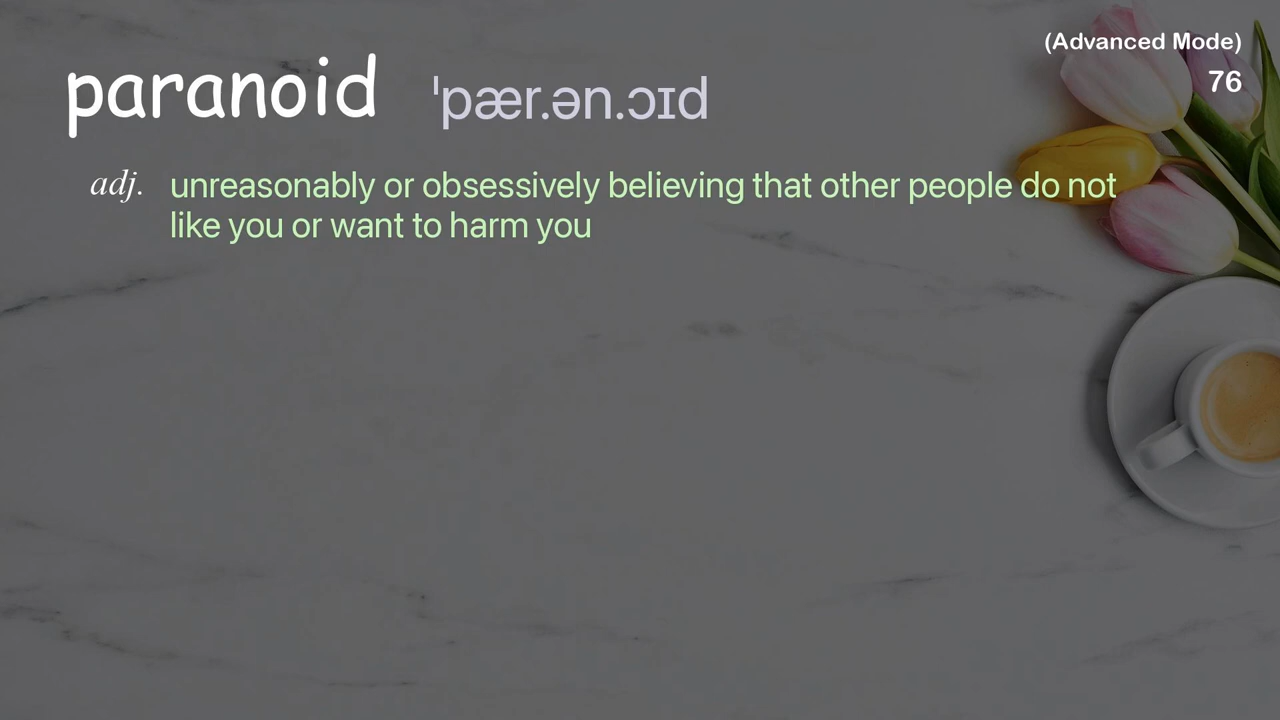 (Advanced Mode)
76
paranoid ˈpær.ən.ɔɪd
adj. unreasonably or obsessively believing that other people do not
like you or want to harm you